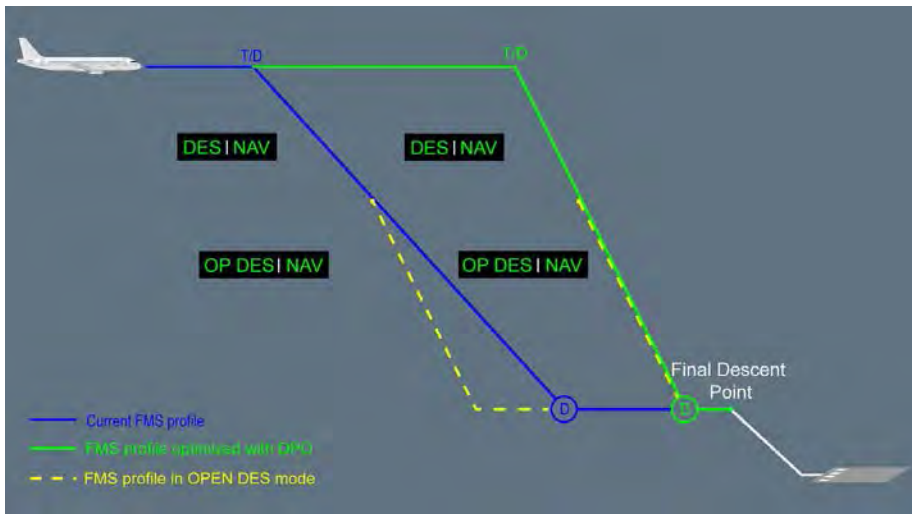 T/D
T/D
DES | NAV
DES | NAV
OP DES | NAV
OP DES | NAV
Final Descent
Point
D
D
Current FMS profile
FMS profile optimised with DPO
FMS profile in OPEN DES mode